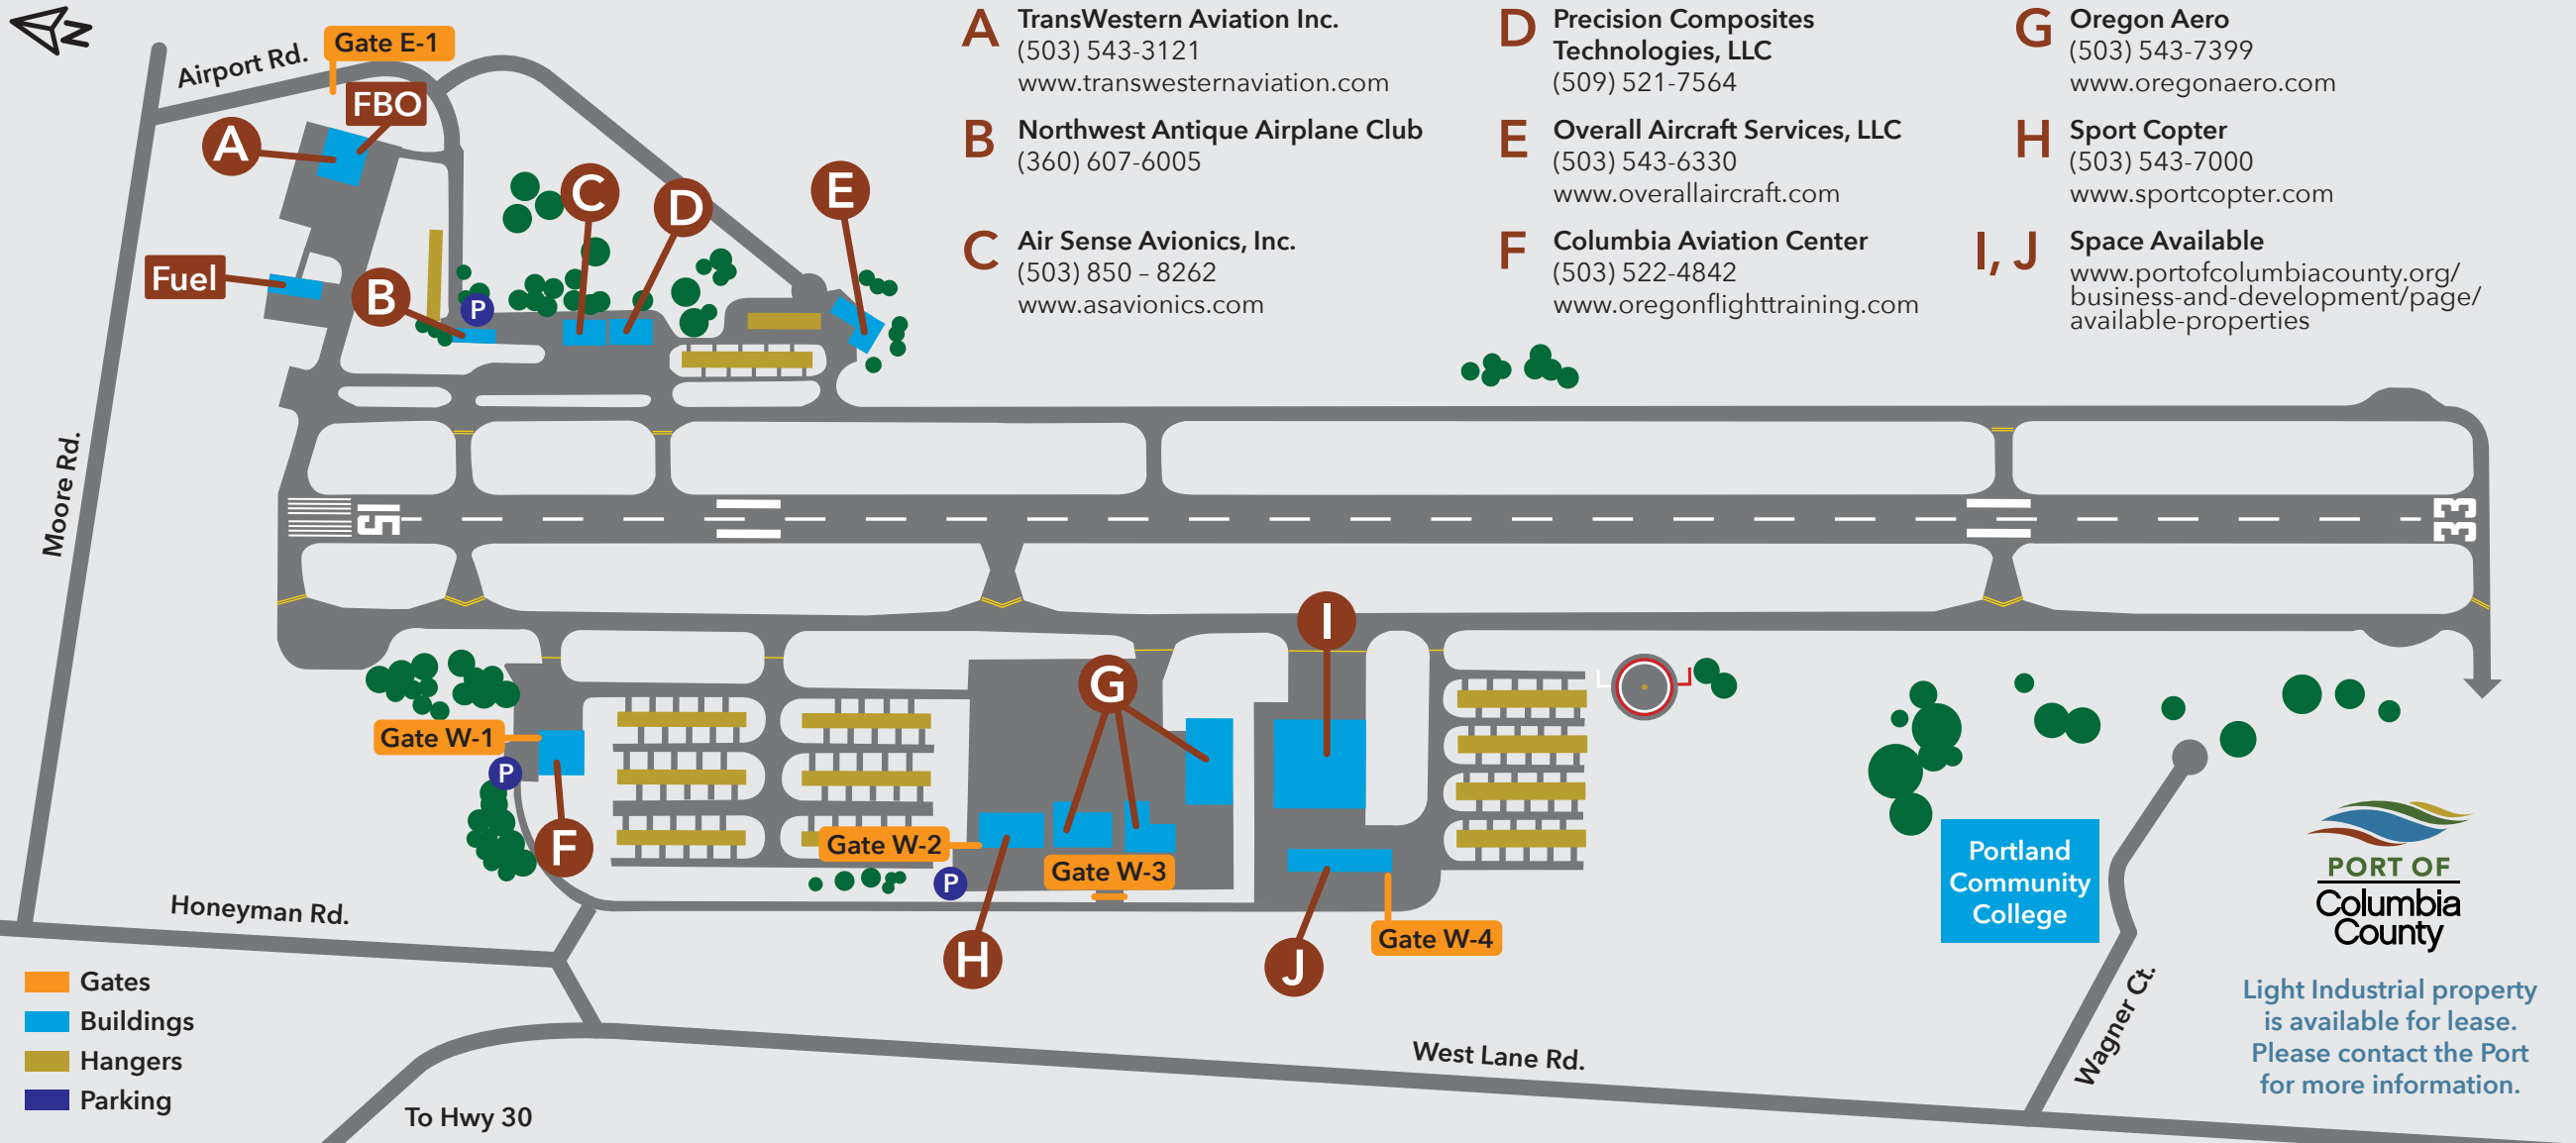 N
A
TransWestern Aviation Inc.
(503) 543-3121
www.transwesternaviation.com
B
Northwest Antique Airplane Club
(360) 607-6005
C
Air Sense Avionics, Inc.
(503) 850 – 8262
www.asavionics.com
D
Precision Composites
Technologies, LLC
(509) 521-7564
E
Overall Aircraft Services, LLC
(503) 543-6330
www.overallaircraft.com
F
Columbia Aviation Center
(503) 522-4842
www.oregonflighttraining.com
G
Oregon Aero
(503) 543-7399
www.oregonaero.com
H
Sport Copter
(503) 543-7000
www.sportcopter.com
I, J
Space Available
www.portofcolumbiacounty.org/
business-and-development/page/
available-properties
Airport Rd.
Gate E-1
FBO
A
C
D
E
Fuel
B
P
Moore Rd.
15
33
I
G
Gate W-1
P
F
Gate W-2
Gate W-3
P
H
J
Gate W-4
Honeyman Rd.
West Lane Rd.
Wagner Ct.
To Hwy 30
Portland
Community
College
Gates
Buildings
Hangers
Parking
PORT OF
Columbia
County
Light Industrial property
is available for lease.
Please contact the Port
for more information.